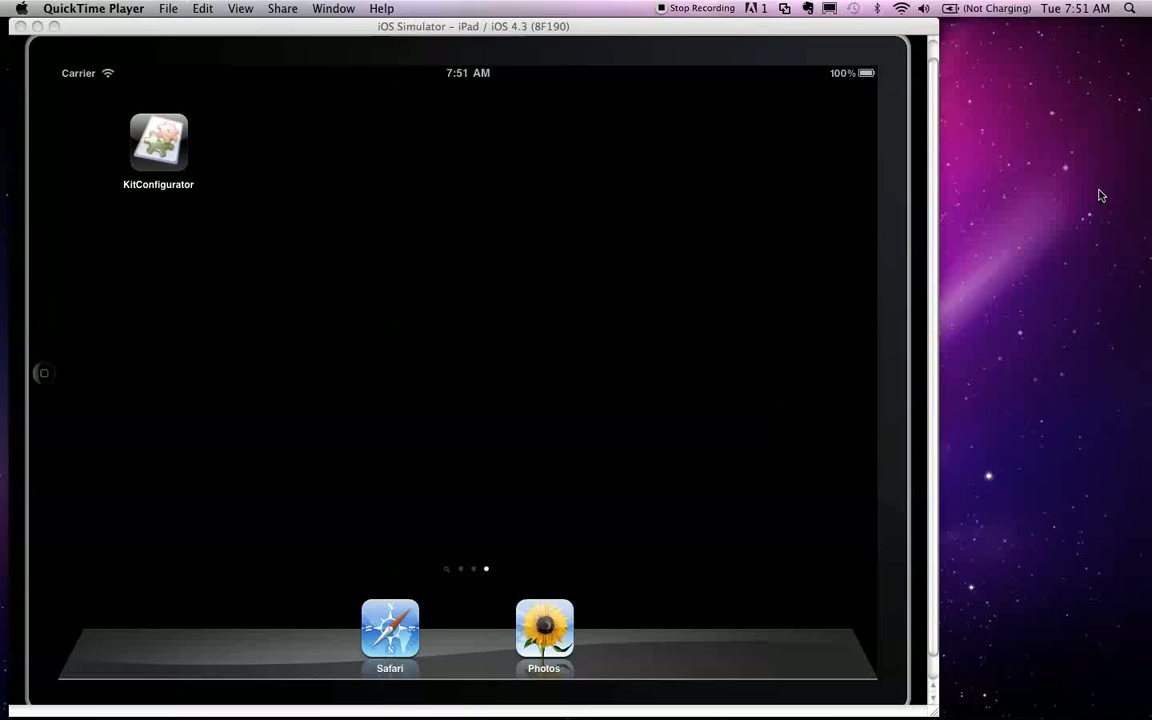 QuickTime Player File Edit View Share Window Help Stop Recording 1 (Not Charging) Tue 7:51 AM
iOS Simulator - iPad / iOS 4.3 (8F190)
Carrier 7:51 AM 100%
KitConfigurator
Safari Photos